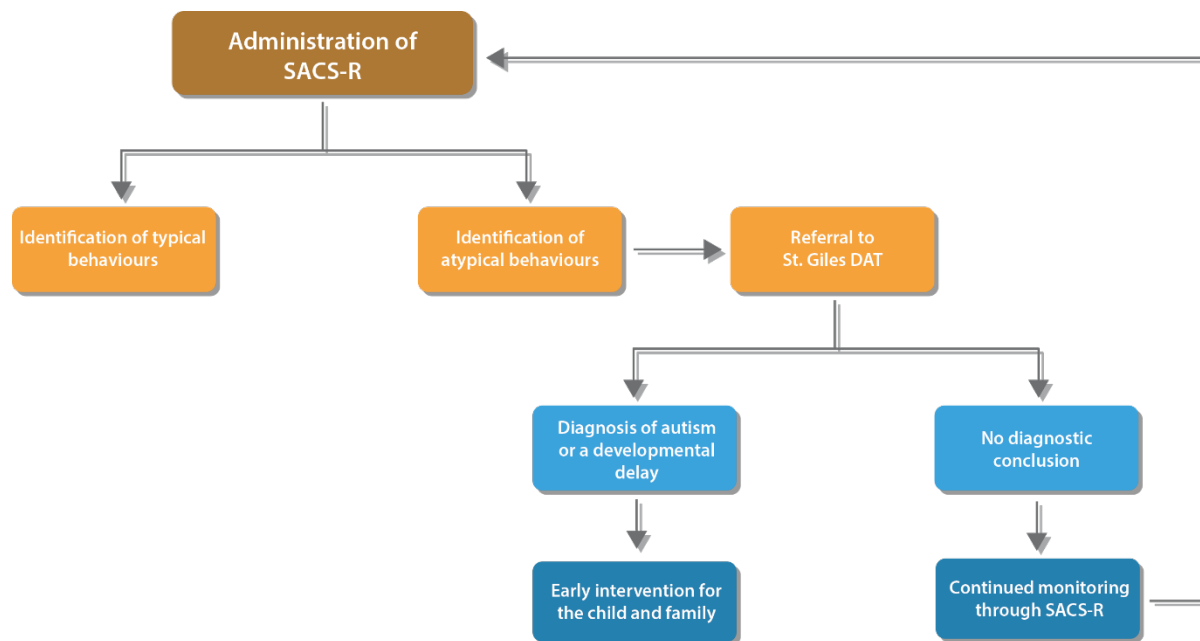 Administration of
SACS-R
Identification of typical
behaviours
Identification of
atypical behaviours
Referral to
St. Giles DAT
Diagnosis of autism
or a developmental
delay
No diagnostic
conclusion
Early intervention for
the child and family
Continued monitoring
through SACS-R